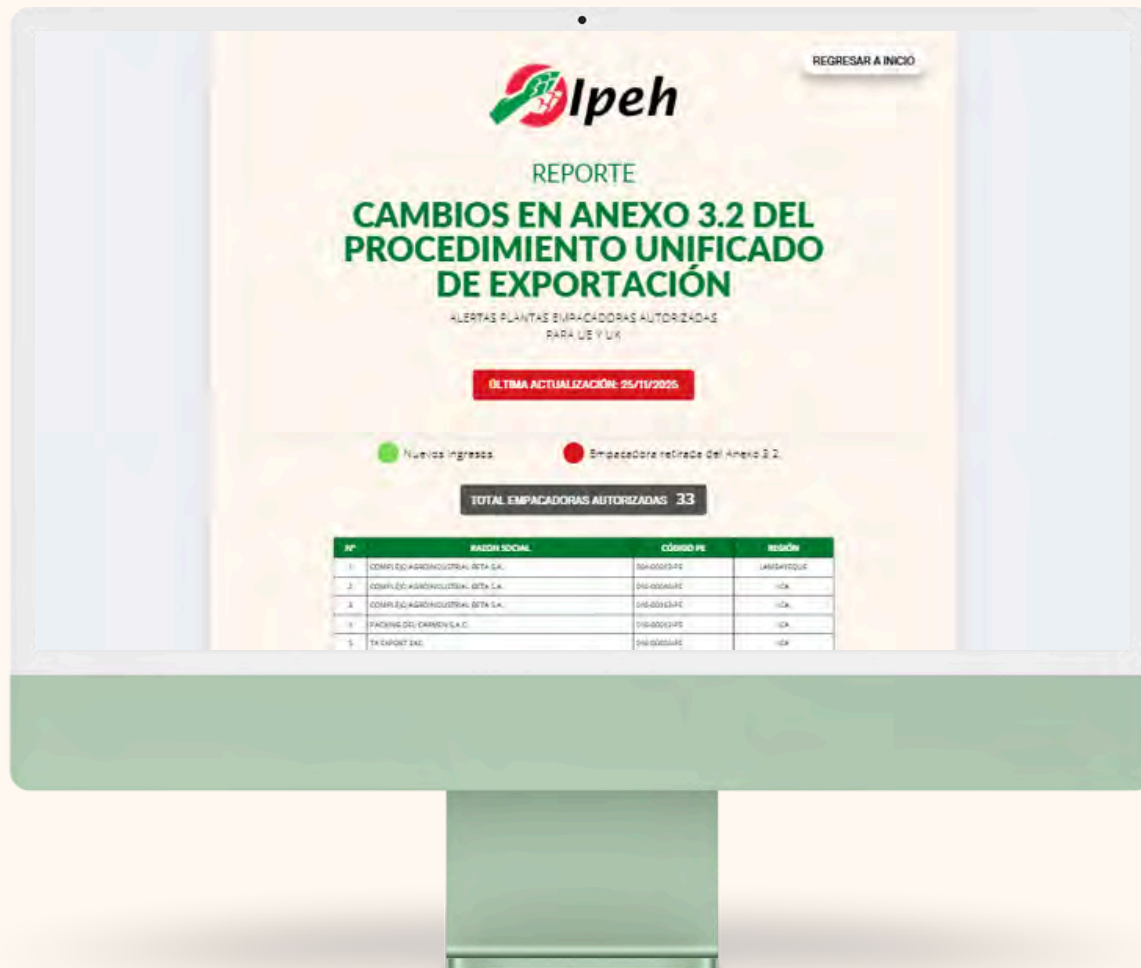 REGRESAR A INICIO
Ipeh
REPORTE
CAMBIOS EN ANEXO 3.2 DEL
PROCEDIMIENTO UNIFICADO
DE EXPORTACIÓN
ALERTAS PLANTAS EMPACADORAS AUTORIZADAS
PARA UE Y UK
ÚLTIMA ACTUALIZACIÓN: 25/11/2025
Nuevos ingresos Empacadora retirada del Anexo 3.2.
TOTAL EMPACADORAS AUTORIZADAS 33
N° RAZÓN SOCIAL CÓDIGO PE REGIÓN
1 COMPLEJO AGROINDUSTRIAL BETA S.A. LAMBAYEQUE
2 COMPLEJO AGROINDUSTRIAL BETA S.A. ICA
3 COMPLEJO AGROINDUSTRIAL BETA S.A. ICA
4 PACKING DEL CARMEN S.A.C. ICA
5 EXPORT SAC ICA